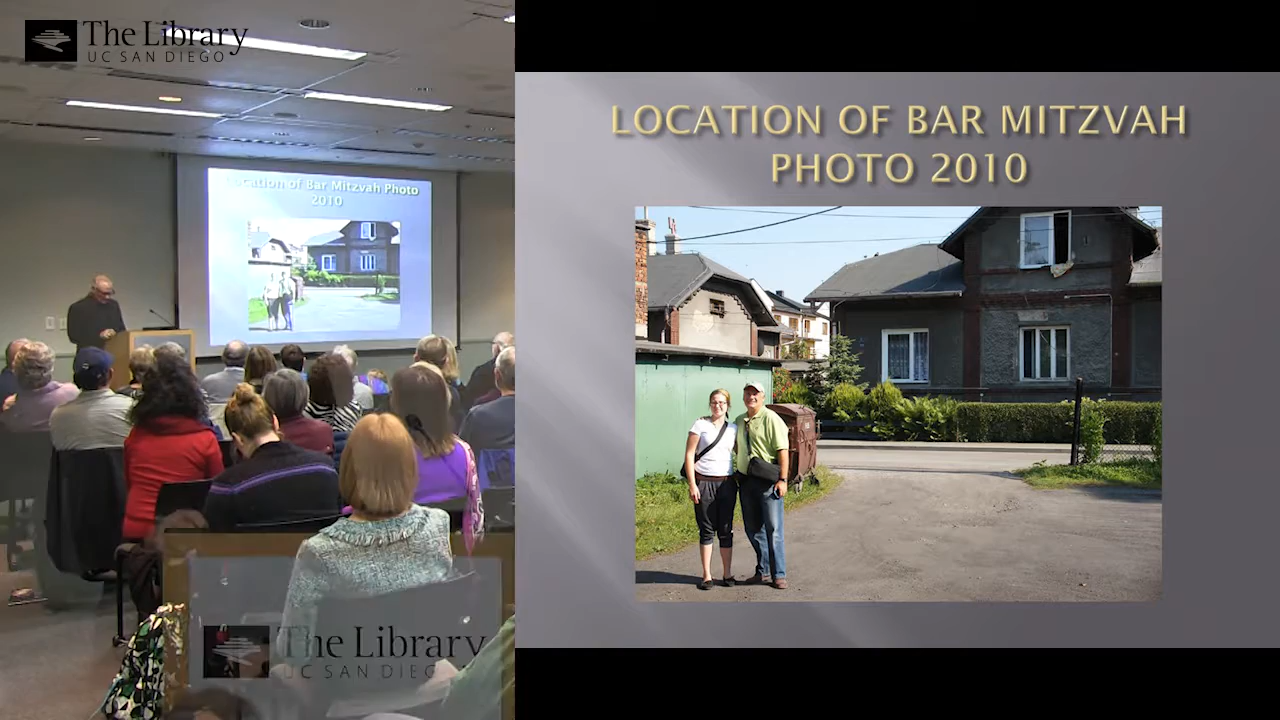 The Library
UC SAN DIEGO
Location of Bar Mitzvah Photo
2010
The Library
UC SAN DIEGO
LOCATION OF BAR MITZVAH
PHOTO 2010